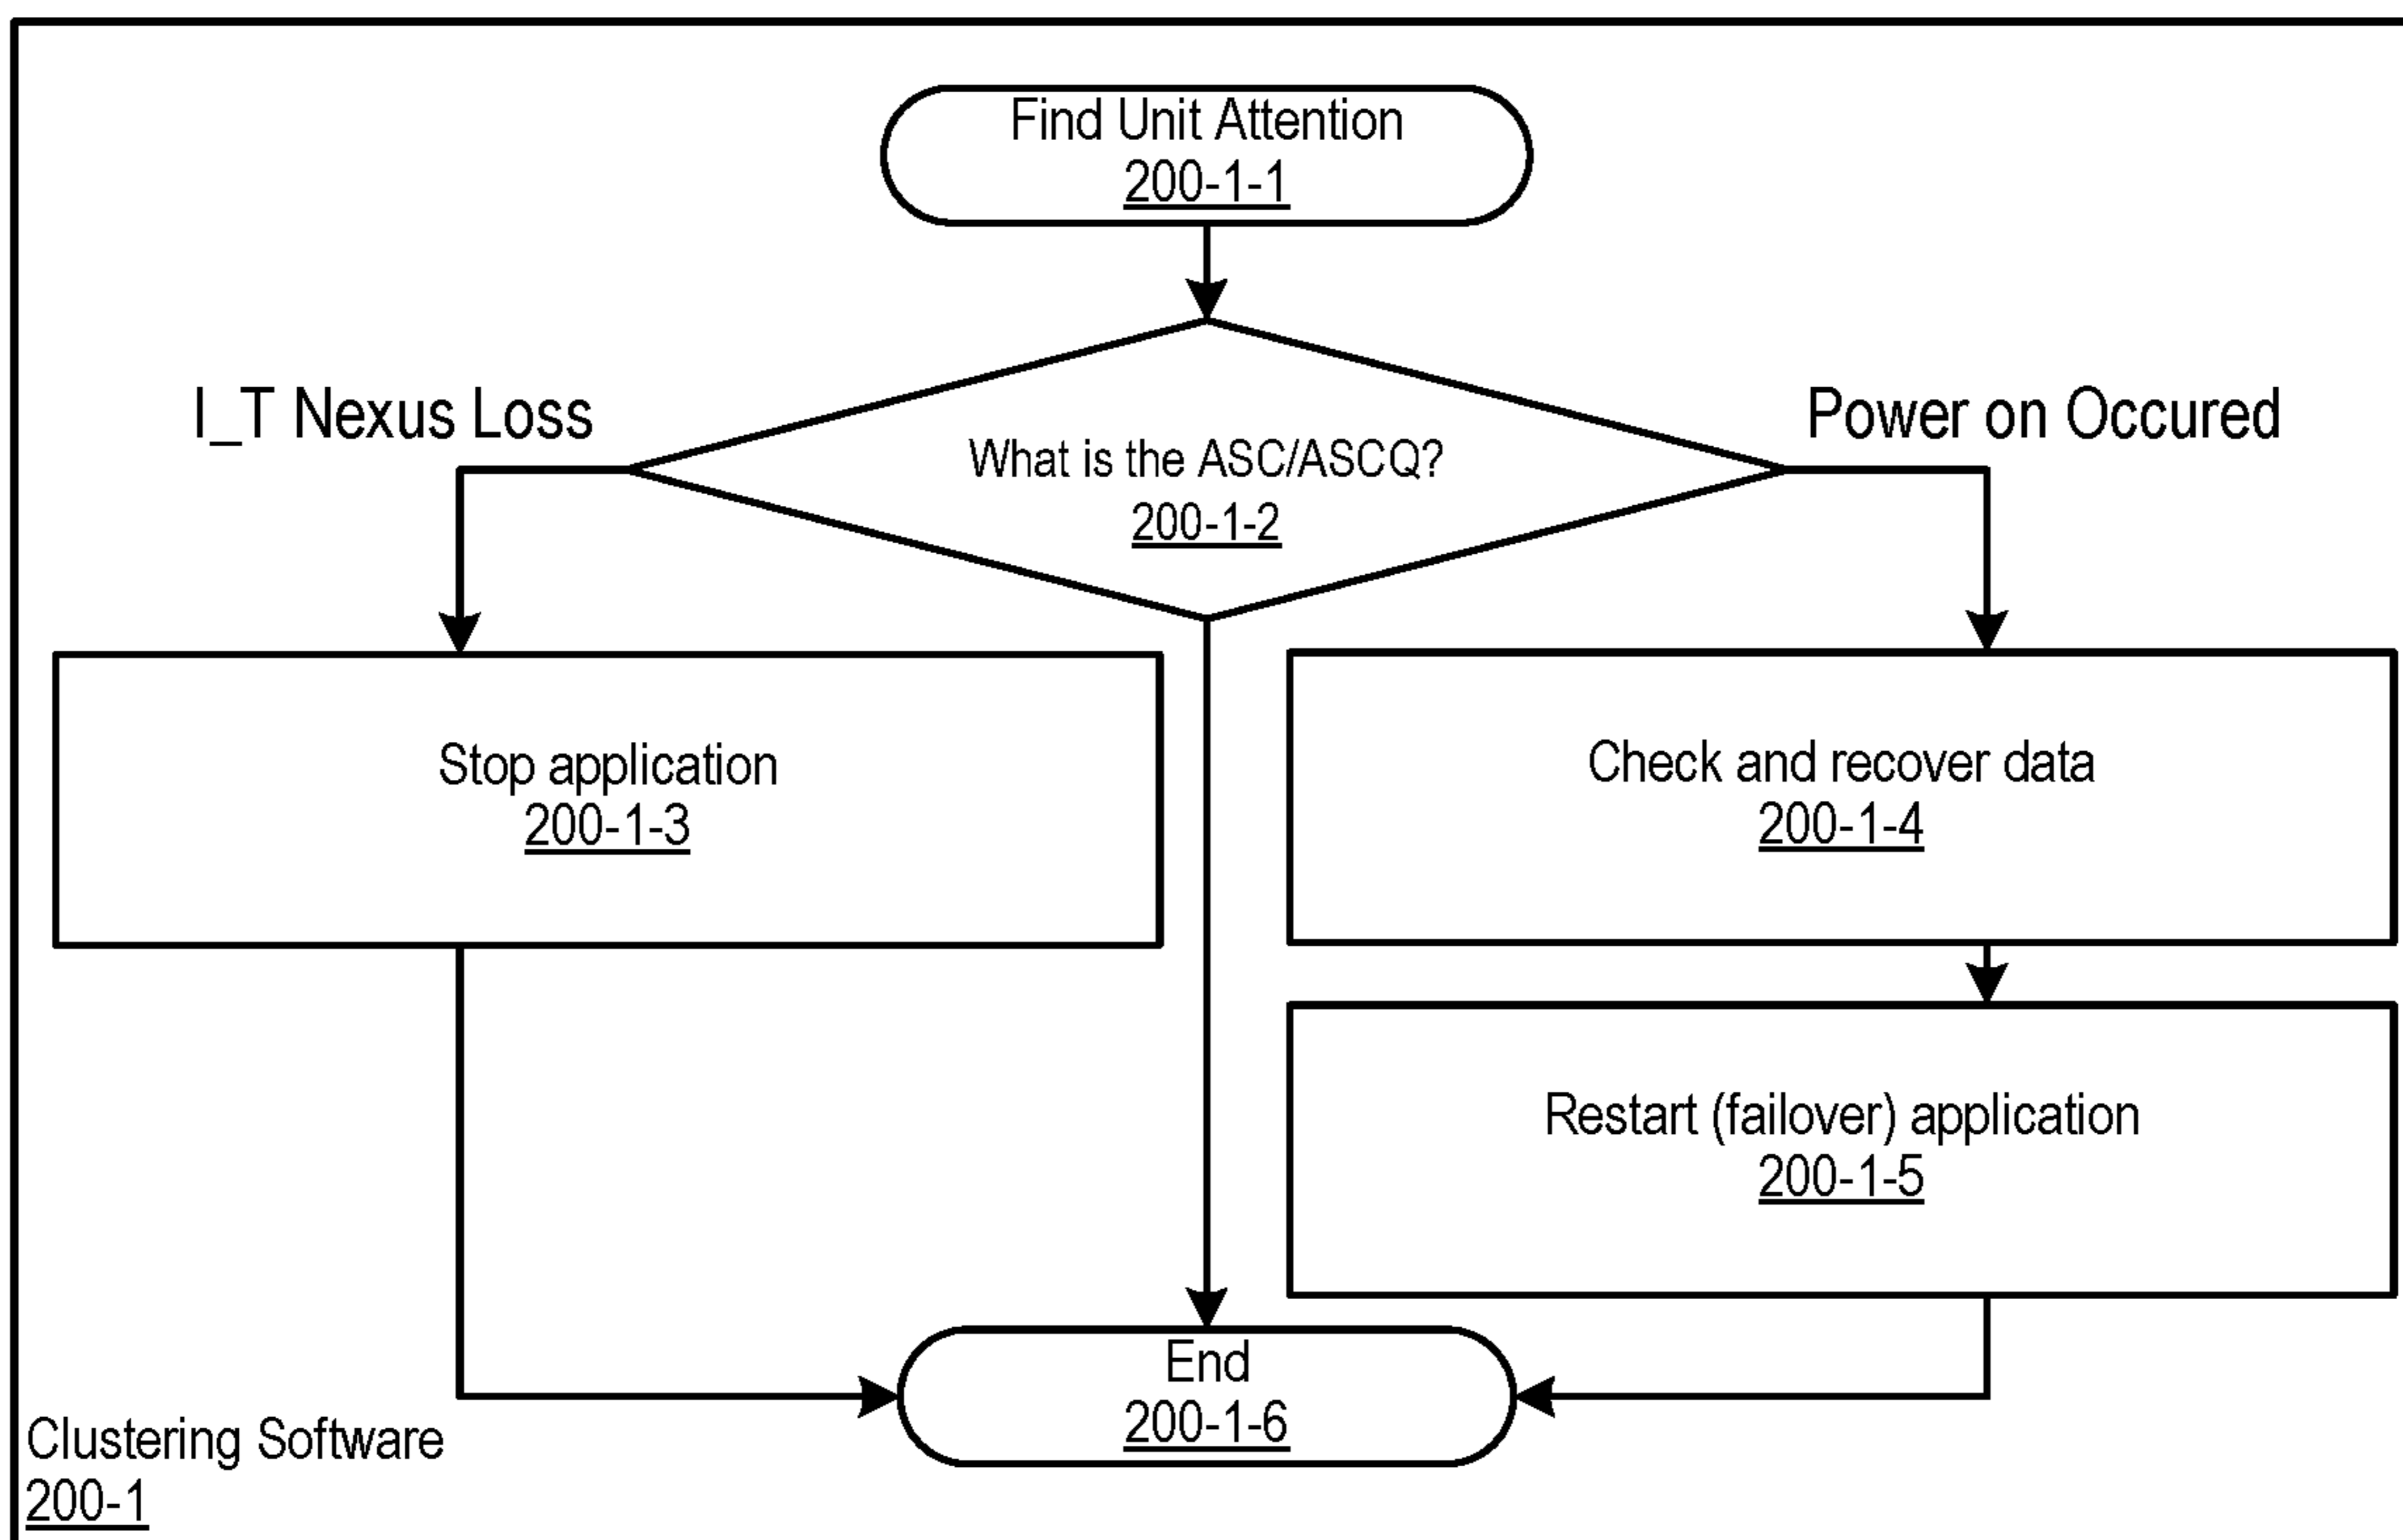 Find Unit Attention
200-1-1
I_T Nexus Loss
Power on Occured
What is the ASC/ASCQ?
200-1-2
Stop application
200-1-3
Check and recover data
200-1-4
Restart (failover) application
200-1-5
End
200-1-6
Clustering Software
200-1